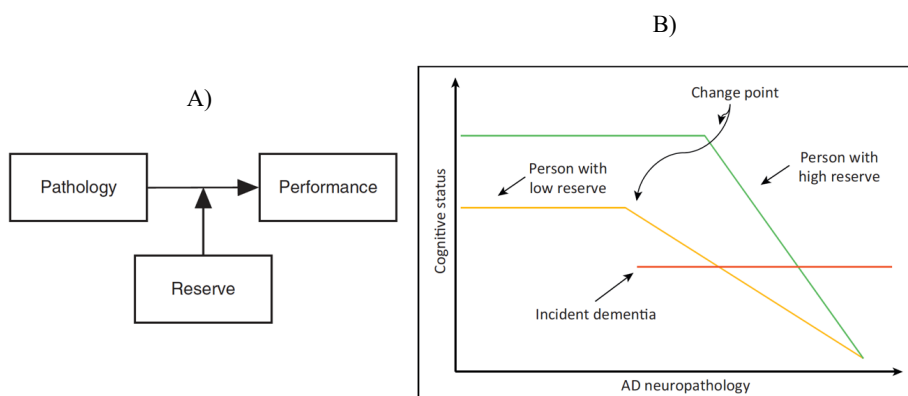 A)
Pathology
Performance
Reserve
B)
Change point
Person with
low reserve
Person with
high reserve
Incident dementia
Cognitive status
AD neuropathology